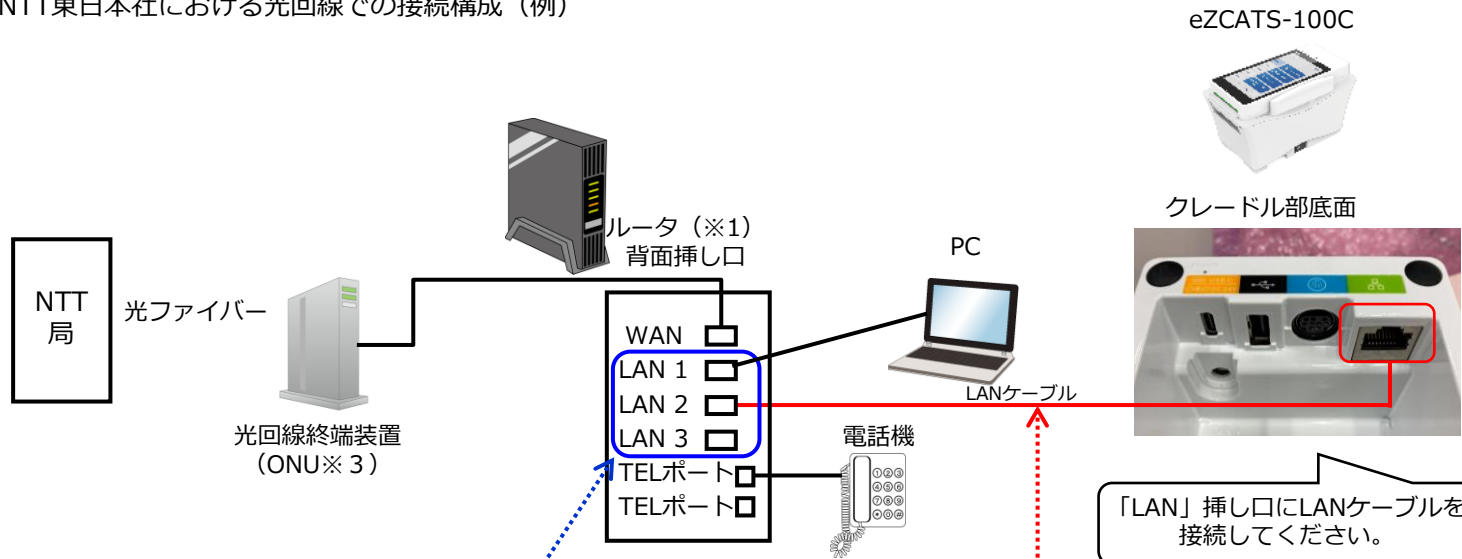 NTT東日本社における光回線での接続構成（例）
eZCATS-100C
クレードル部底面
ルータ（※1）
背面挿し口
PC
NTT
局
光ファイバー
WAN
LAN 1
LAN 2
LAN 3
TELポート
TELポート
LANケーブル
光回線終端装置
（ONU※３）
電話機
「LAN」挿し口にLANケーブルを
接続してください。